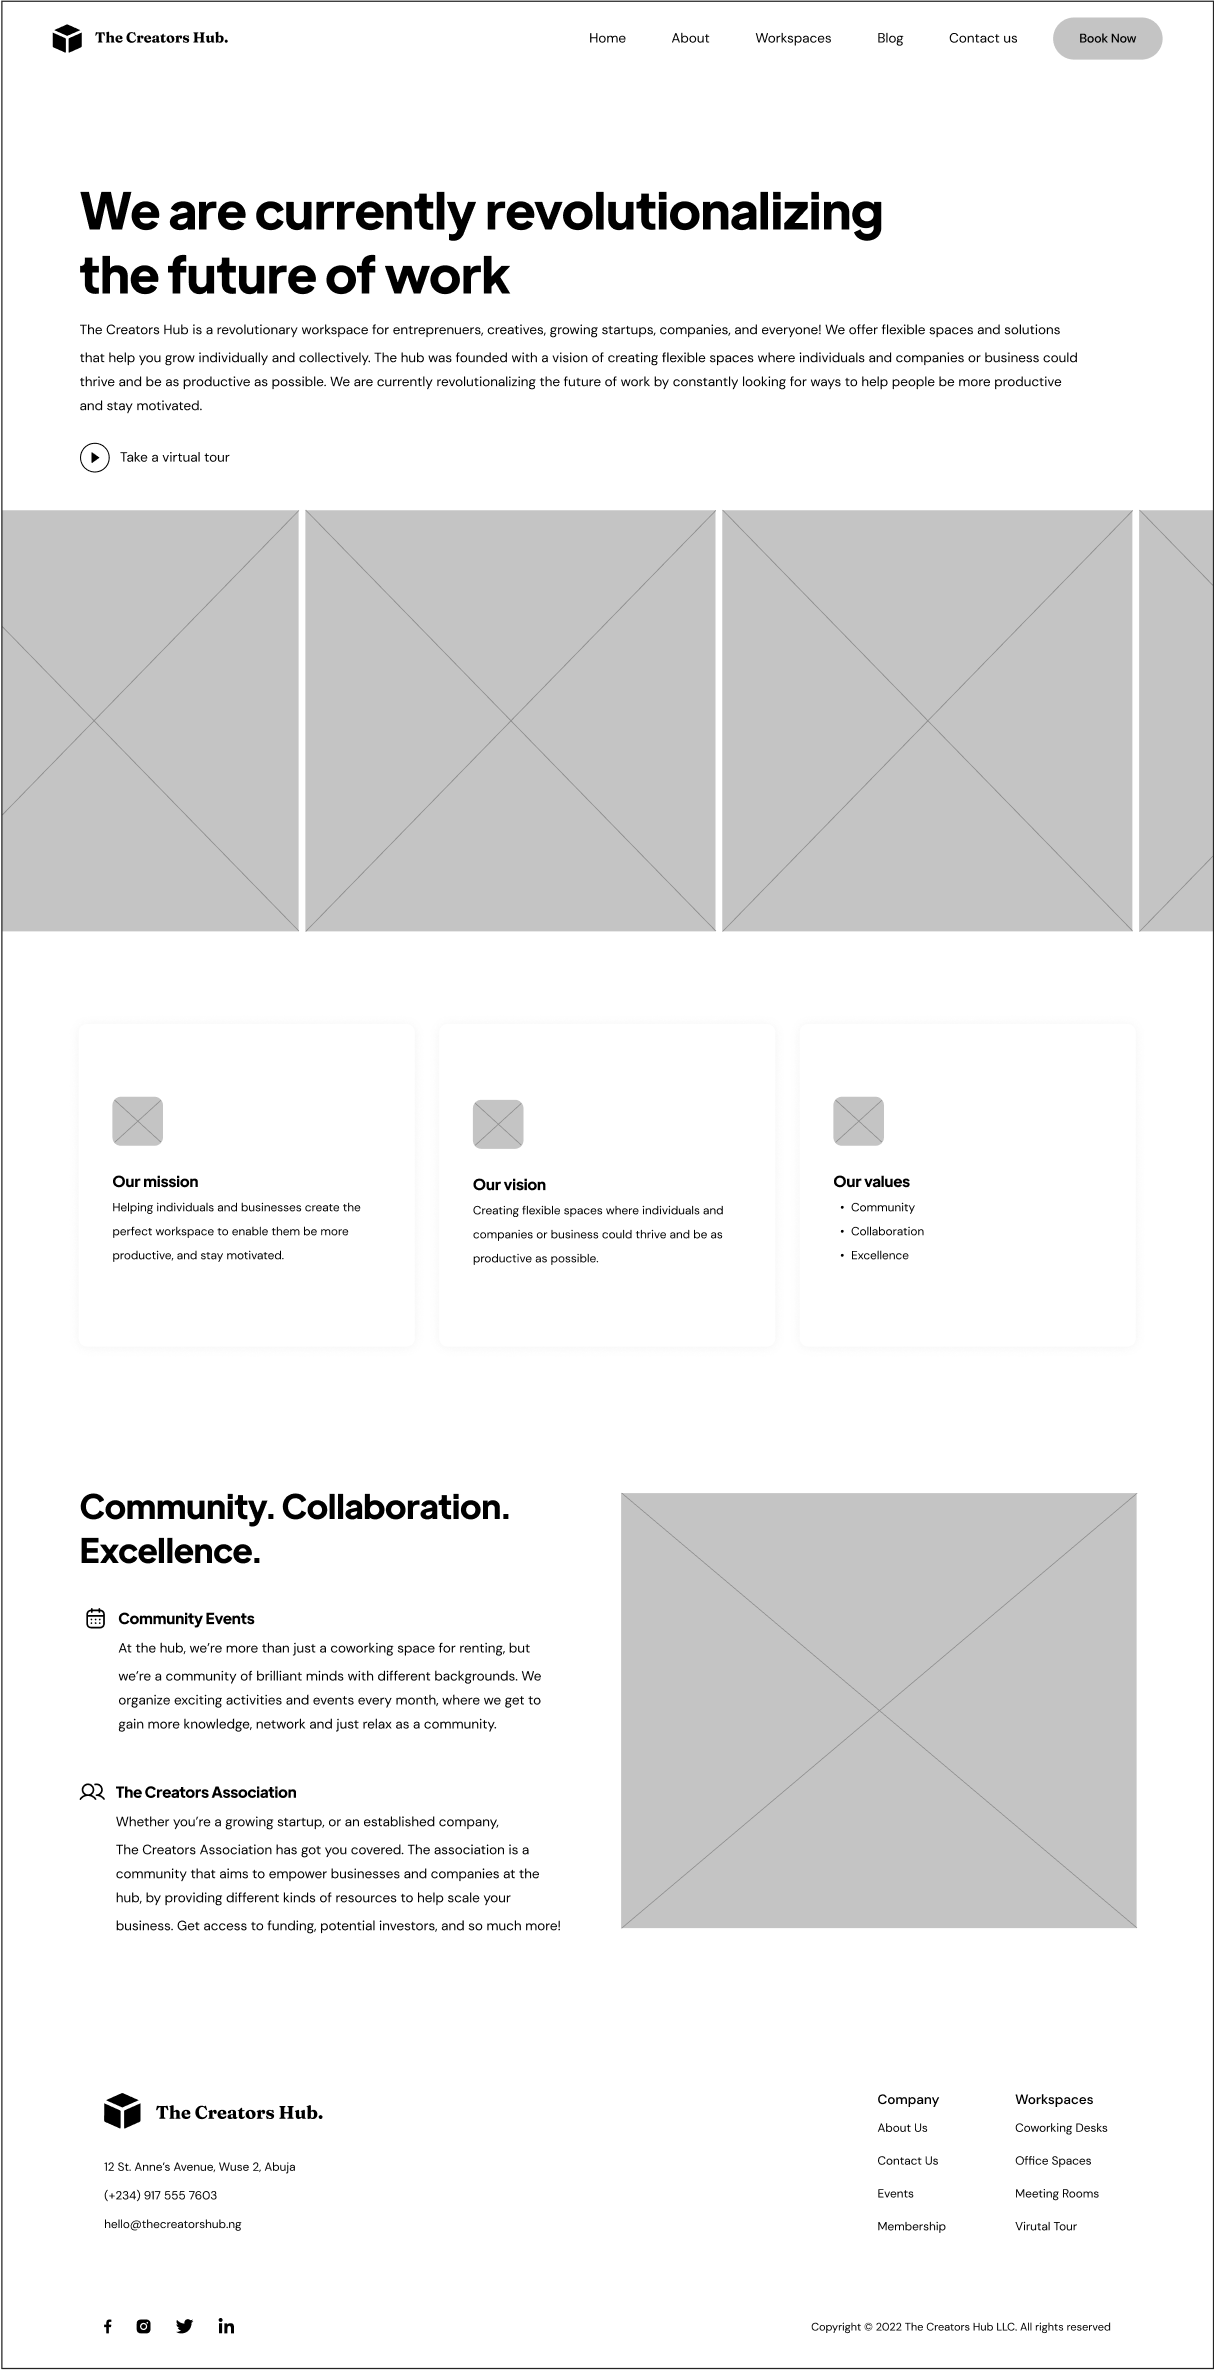 The Creators Hub.
Home About Workspaces Blog Contact us Book Now
We are currently revolutionalizing
the future of work
The Creators Hub is a revolutionary workspace for entreprenuers, creatives, growing startups, companies, and everyone! We offer flexible spaces and solutions
that help you grow individually and collectively. The hub was founded with a vision of creating flexible spaces where individuals and companies or business could
thrive and be as productive as possible. We are currently revolutionalizing the future of work by constantly looking for ways to help people be more productive
and stay motivated.
Take a virtual tour
Our mission
Helping individuals and businesses create the
perfect workspace to enable them be more
productive, and stay motivated.
Our vision
Creating flexible spaces where individuals and
companies or business could thrive and be as
productive as possible.
Our values
• Community
• Collaboration
• Excellence
Community. Collaboration.
Excellence.
Community Events
At the hub, we’re more than just a coworking space for renting, but
we’re a community of brilliant minds with different backgrounds. We
organize exciting activities and events every month, where we get to
gain more knowledge, network and just relax as a community.
The Creators Association
Whether you’re a growing startup, or an established company,
The Creators Association has got you covered. The association is a
community that aims to empower businesses and companies at the
hub, by providing different kinds of resources to help scale your
business. Get access to funding, potential investors, and so much more!
The Creators Hub.
12 St. Anne’s Avenue, Wuse 2, Abuja
(+234) 917 555 7603
hello@thecreatorshub.ng
Company
About Us
Contact Us
Events
Membership
Workspaces
Coworking Desks
Office Spaces
Meeting Rooms
Virutal Tour
Copyright © 2022 The Creators Hub LLC. All rights reserved